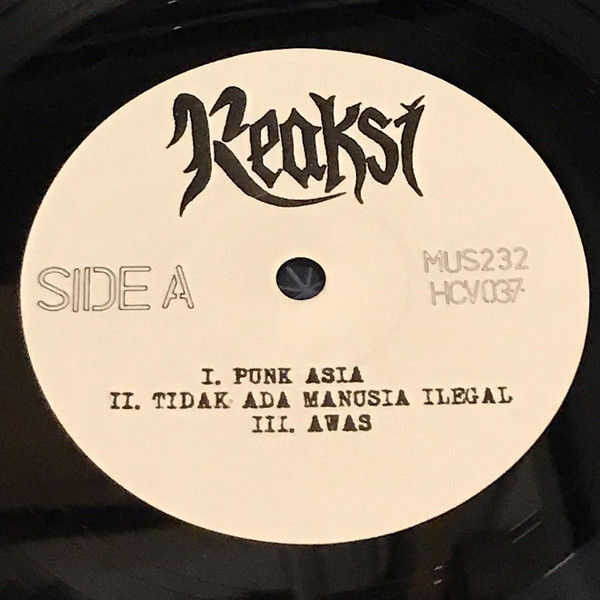 Reaksi
SIDE A
MUS232
HCV037
I. PUNK ASIA
II. TIDAK ADA MANUSIA ILEGAL
III. AWAS